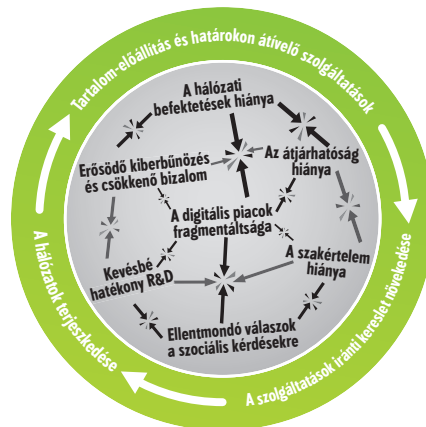 Tartalom-előállítás és határokon átívelő szolgáltatások
A hálózati
befektetések hiánya
Erősödő kiberbűnözés
és csökkenő bizalom
Az átjárhatóság
hiánya
A digitális piacok
fragmentáltsága
Kevésbé
hatékony R&D
A szakértelem
hiánya
Ellentmondó válaszok
a szociális kérdésekre
A szolgáltatások iránti kereslet növekedése
A hálózatok terjeszkedése